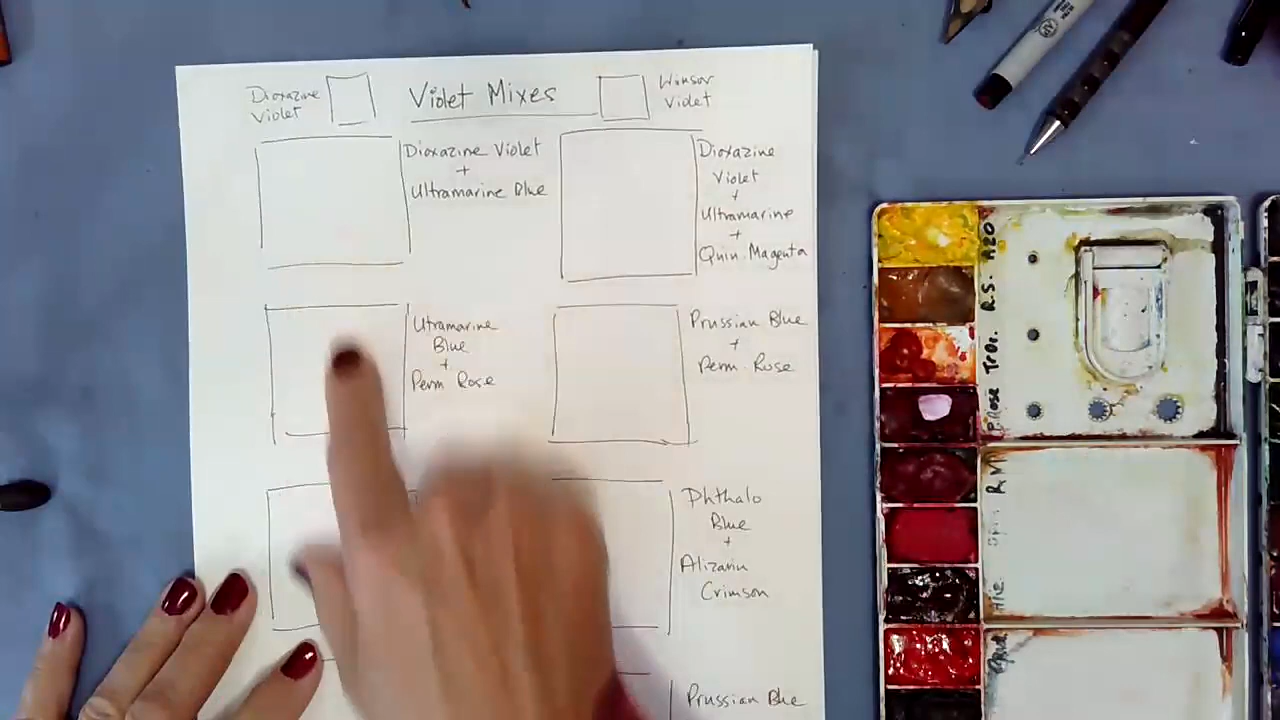 Dioxazine
Violet
Violet Mixes
Winsor
Violet
Dioxazine Violet
+
Ultramarine Blue
Dioxazine
Violet
+
Ultramarine
+
Quin. Magenta
Utramarine
Blue
+
Perm Rose
Prussian Blue
+
Perm. Rose
Phthalo
Blue
+
Alizarin
Crimson
Prussian Blue
R.S.